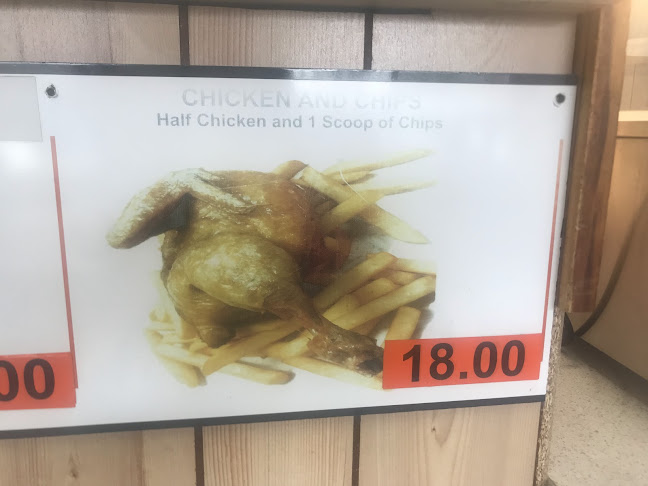 CHICKEN AND CHIPS
Half Chicken and 1 Scoop of Chips
00
18.00